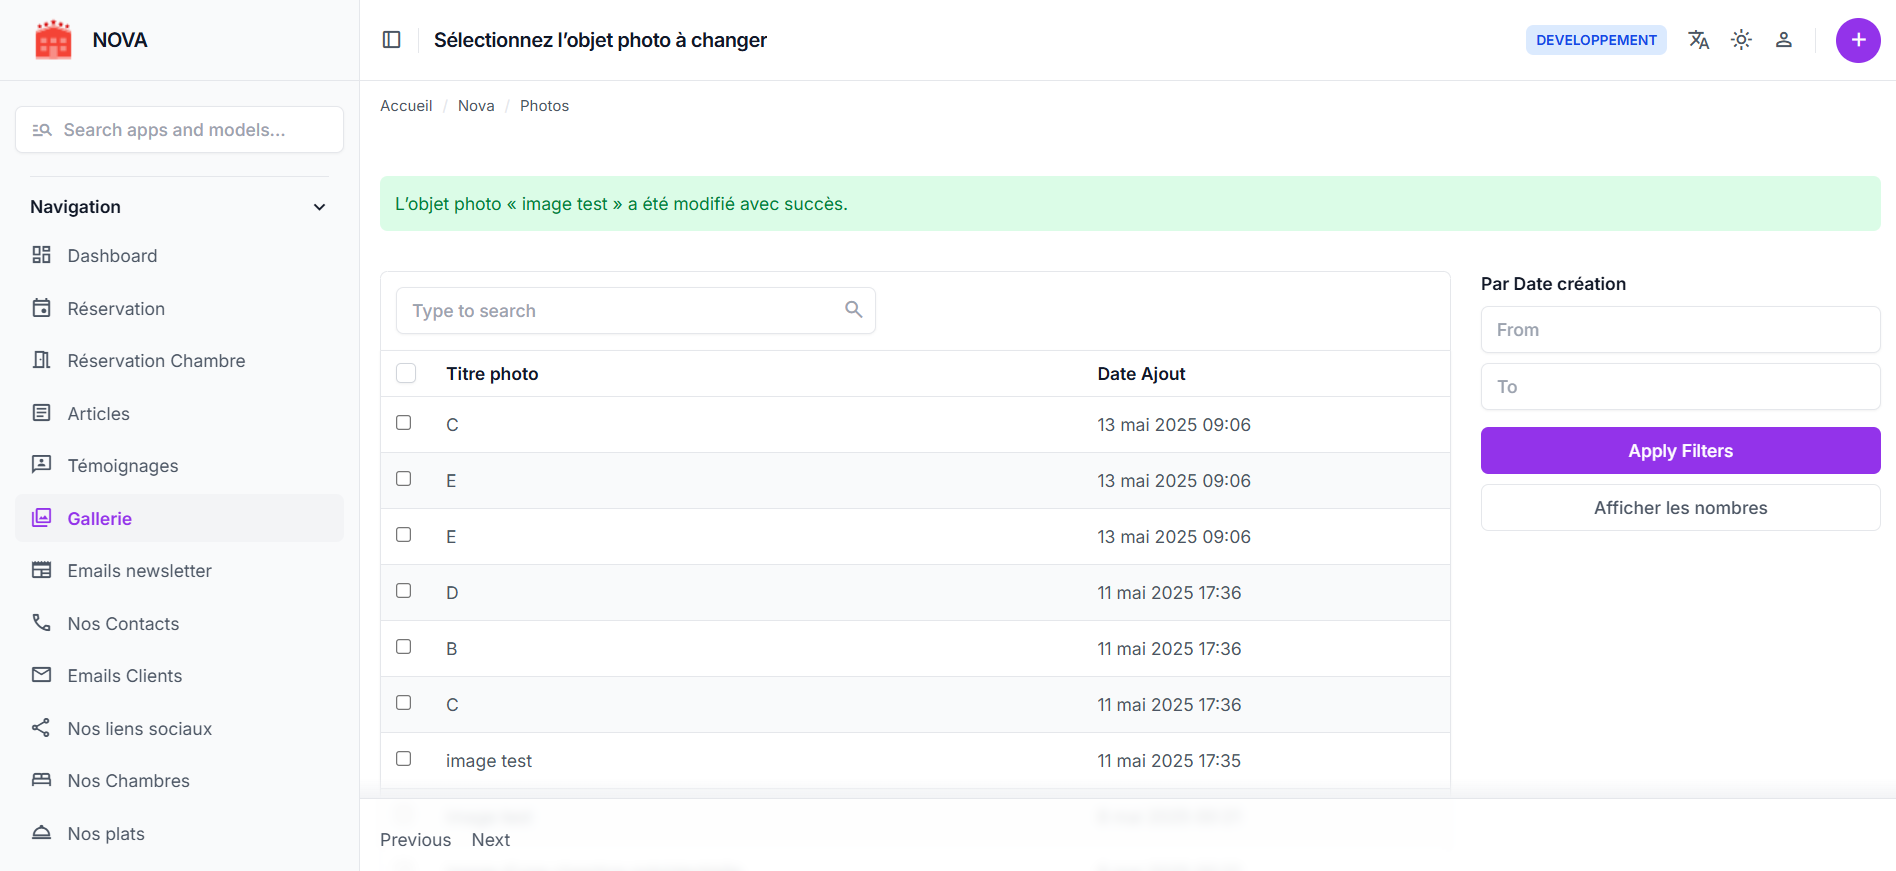 NOVA
Sélectionnez l’objet photo à changer
DEVELOPPEMENT
Search apps and models...
Navigation
Dashboard
Réservation
Réservation Chambre
Articles
Témoignages
Gallerie
Emails newsletter
Nos Contacts
Emails Clients
Nos liens sociaux
Nos Chambres
Nos plats
Accueil / Nova / Photos
L’objet photo « image test » a été modifié avec succès.
Type to search
Titre photo Date Ajout
C 13 mai 2025 09:06
E 13 mai 2025 09:06
E 13 mai 2025 09:06
D 11 mai 2025 17:36
B 11 mai 2025 17:36
C 11 mai 2025 17:36
image test 11 mai 2025 17:35
Previous Next
Par Date création
From
To
Apply Filters
Afficher les nombres